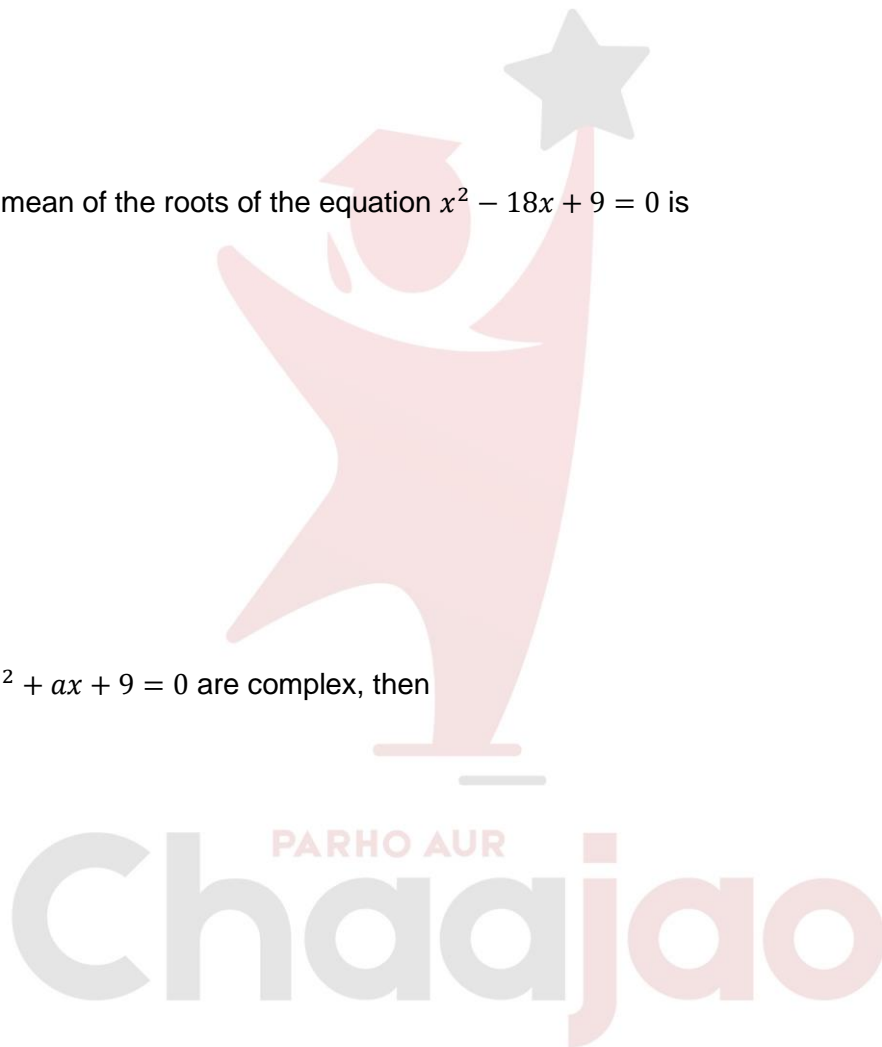 mean of the roots of the equation 𝑥² − 18𝑥 + 9 = 0 is
² + 𝑎𝑥 + 9 = 0 are complex, then
PARHO AUR
Chaajao